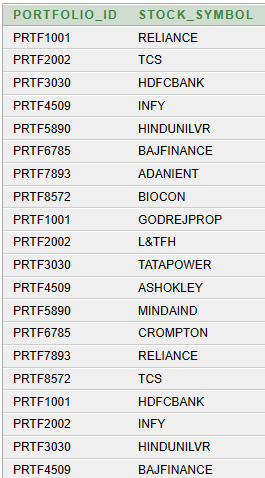 PORTFOLIO_ID STOCK_SYMBOL
PRTF1001 RELIANCE
PRTF2002 TCS
PRTF3030 HDFCBANK
PRTF4509 INFY
PRTF5890 HINDUNILVR
PRTF6785 BAJFINANCE
PRTF7893 ADANIENT
PRTF8572 BIOCON
PRTF1001 GODREJPROP
PRTF2002 L&TFH
PRTF3030 TATAPOWER
PRTF4509 ASHOKLEY
PRTF5890 MINDAIND
PRTF6785 CROMPTON
PRTF7893 RELIANCE
PRTF8572 TCS
PRTF1001 HDFCBANK
PRTF2002 INFY
PRTF3030 HINDUNILVR
PRTF4509 BAJFINANCE